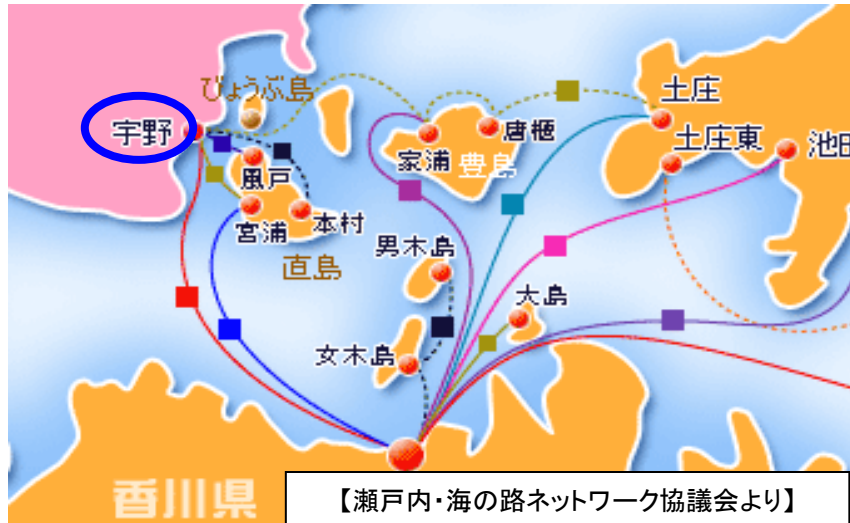 びょうぶ島
土庄
宇野
唐櫃
土庄東
池田
家浦
豊島
風戸
宮浦
本村
直島
男木島
大島
女木島
香川県
【瀬戸内・海の路ネットワーク協議会より】